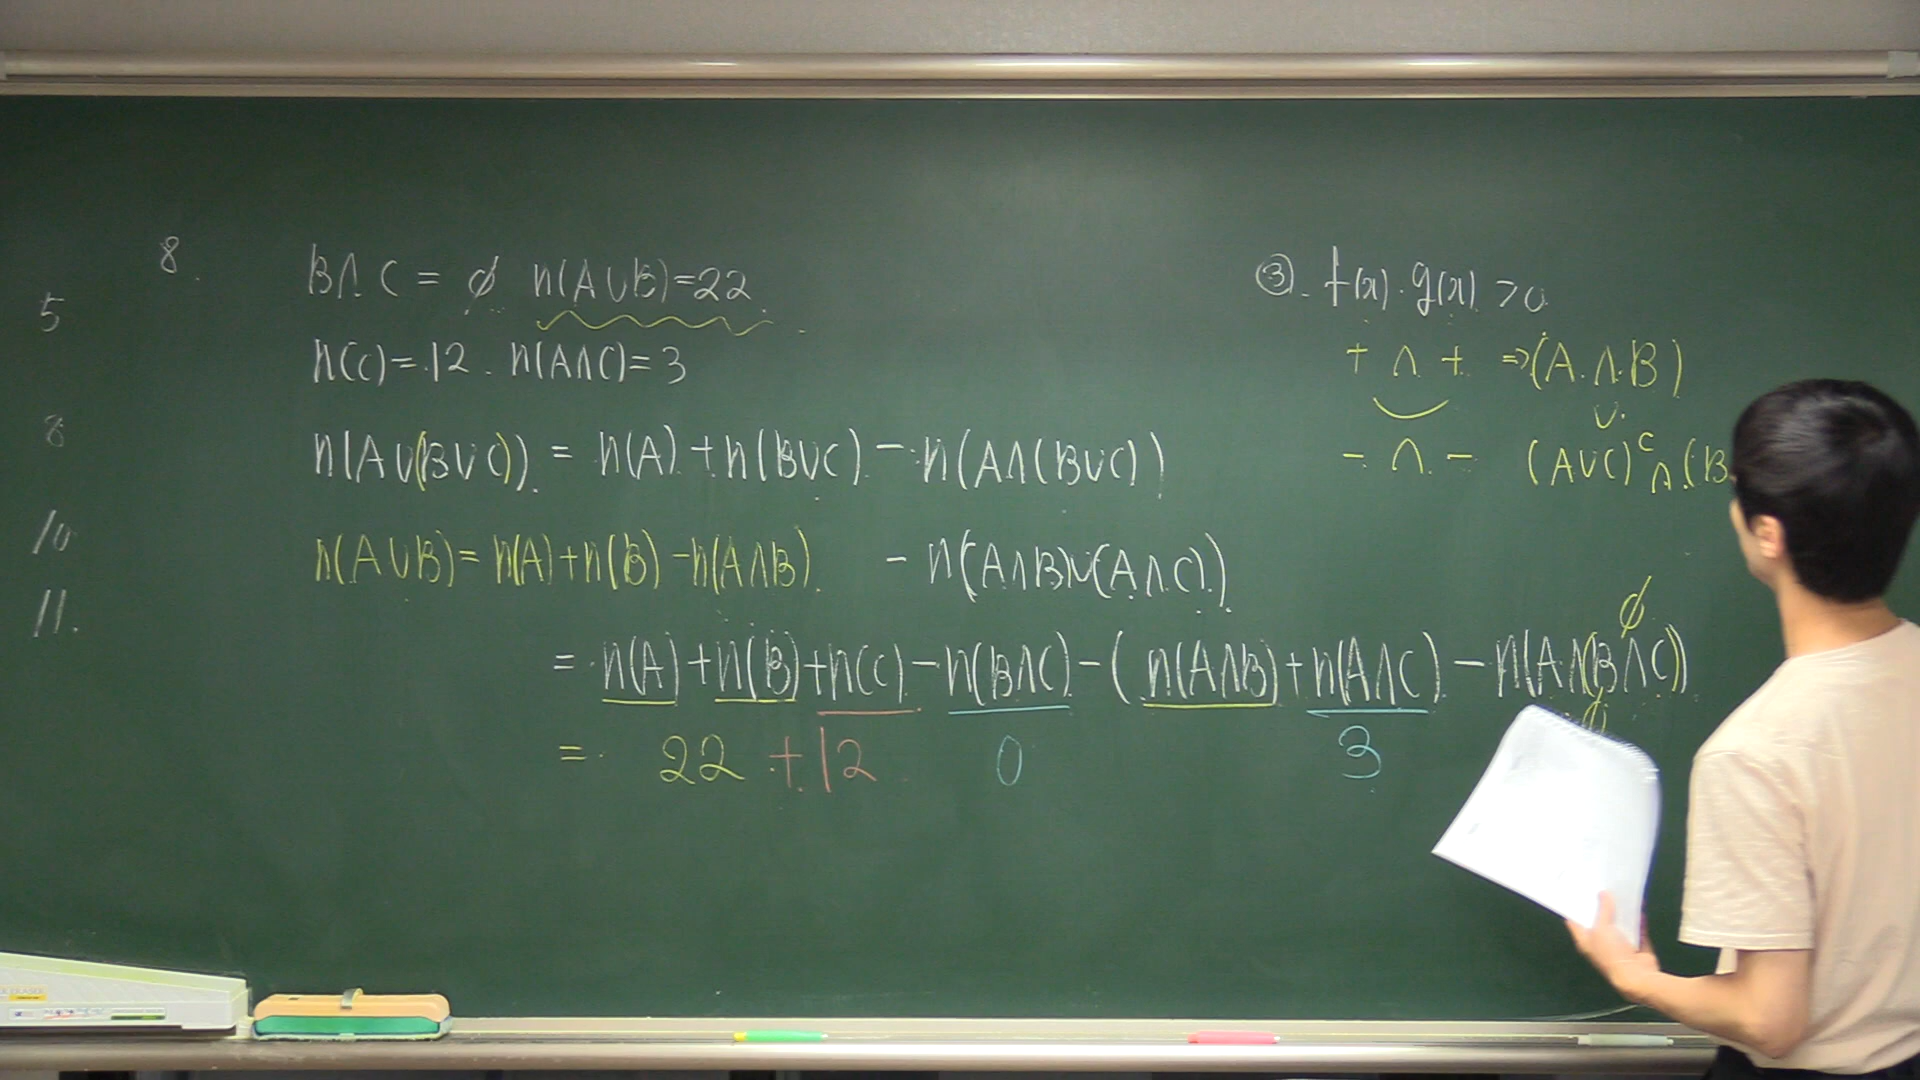 5
8
10
11.
8.
B∩C = ∅ n(A∪B)=22
n(C)=12. n(A∩C)=3
n(A∪(B∪C)) = n(A)+n(B∪C)-n(A∩(B∪C))
n(A∪B)=n(A)+n(B)-n(A∩B) -n((A∩B)∪(A∩C))
=n(A)+n(B)+n(C)-n(B∩C)-(n(A∩B)+n(A∩C)-n(A∩(B∩C))
∅
∅
= 22 +12 0 3
③. f(x)·g(x) >0
+ ∩ + ⇒(A∩B)
∪
- ∩ - (A∪C)ᶜ∩(B